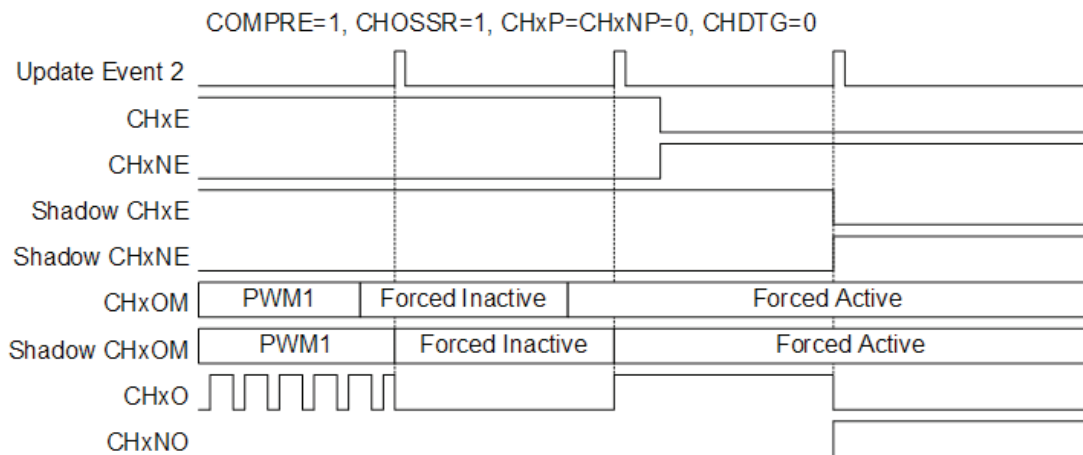 COMPRE=1, CHOSSR=1, CHxP=CHxNP=0, CHDTG=0
Update Event 2
CHxE
CHxNE
Shadow CHxE
Shadow CHxNE
CHxOM PWM1 Forced Inactive Forced Active
Shadow CHxOM PWM1 Forced Inactive Forced Active
CHxO
CHxNO